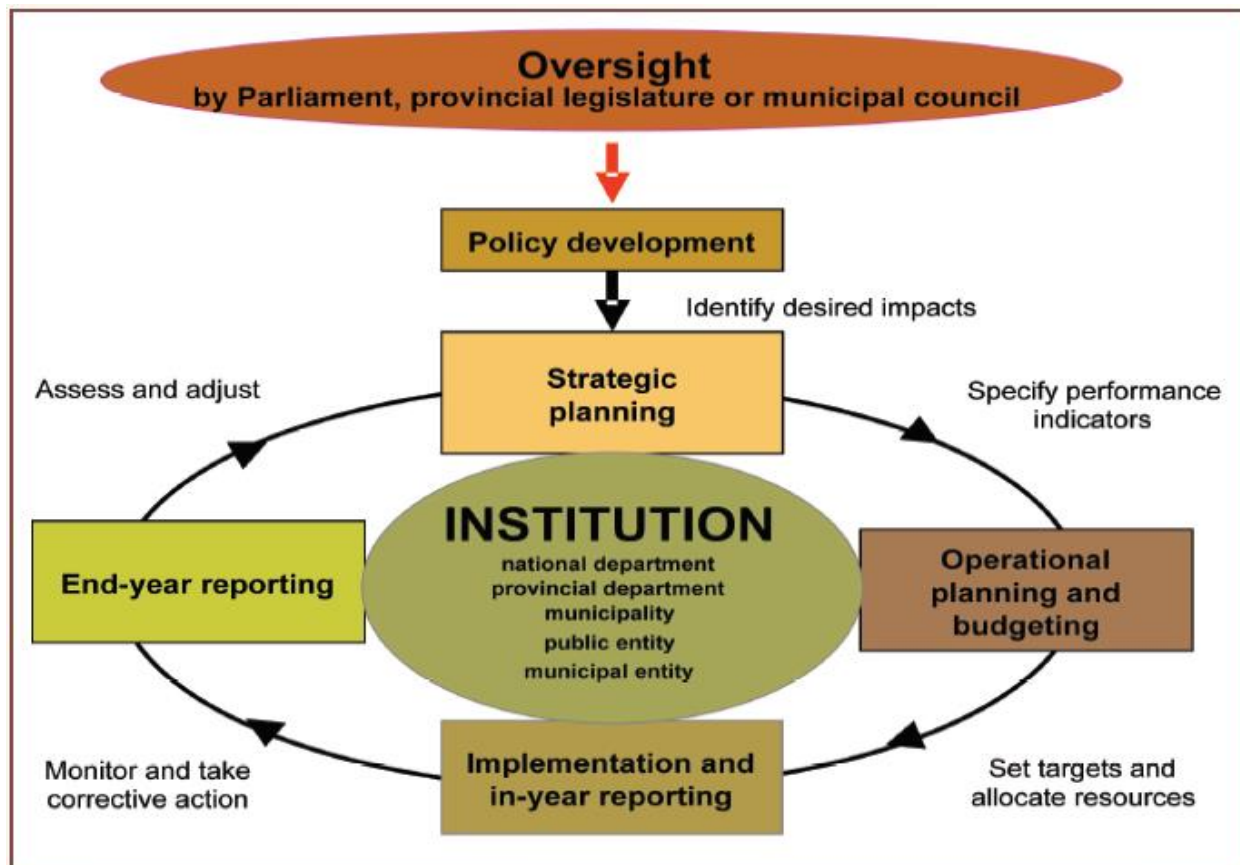 Oversight
by Parliament, provincial legislature or municipal council
Policy development
Identify desired impacts
Strategic
planning
Assess and adjust
Specify performance
indicators
INSTITUTION
national department
provincial department
municipality
public entity
municipal entity
End-year reporting
Operational
planning and
budgeting
Implementation and
in-year reporting
Monitor and take
corrective action
Set targets and
allocate resources